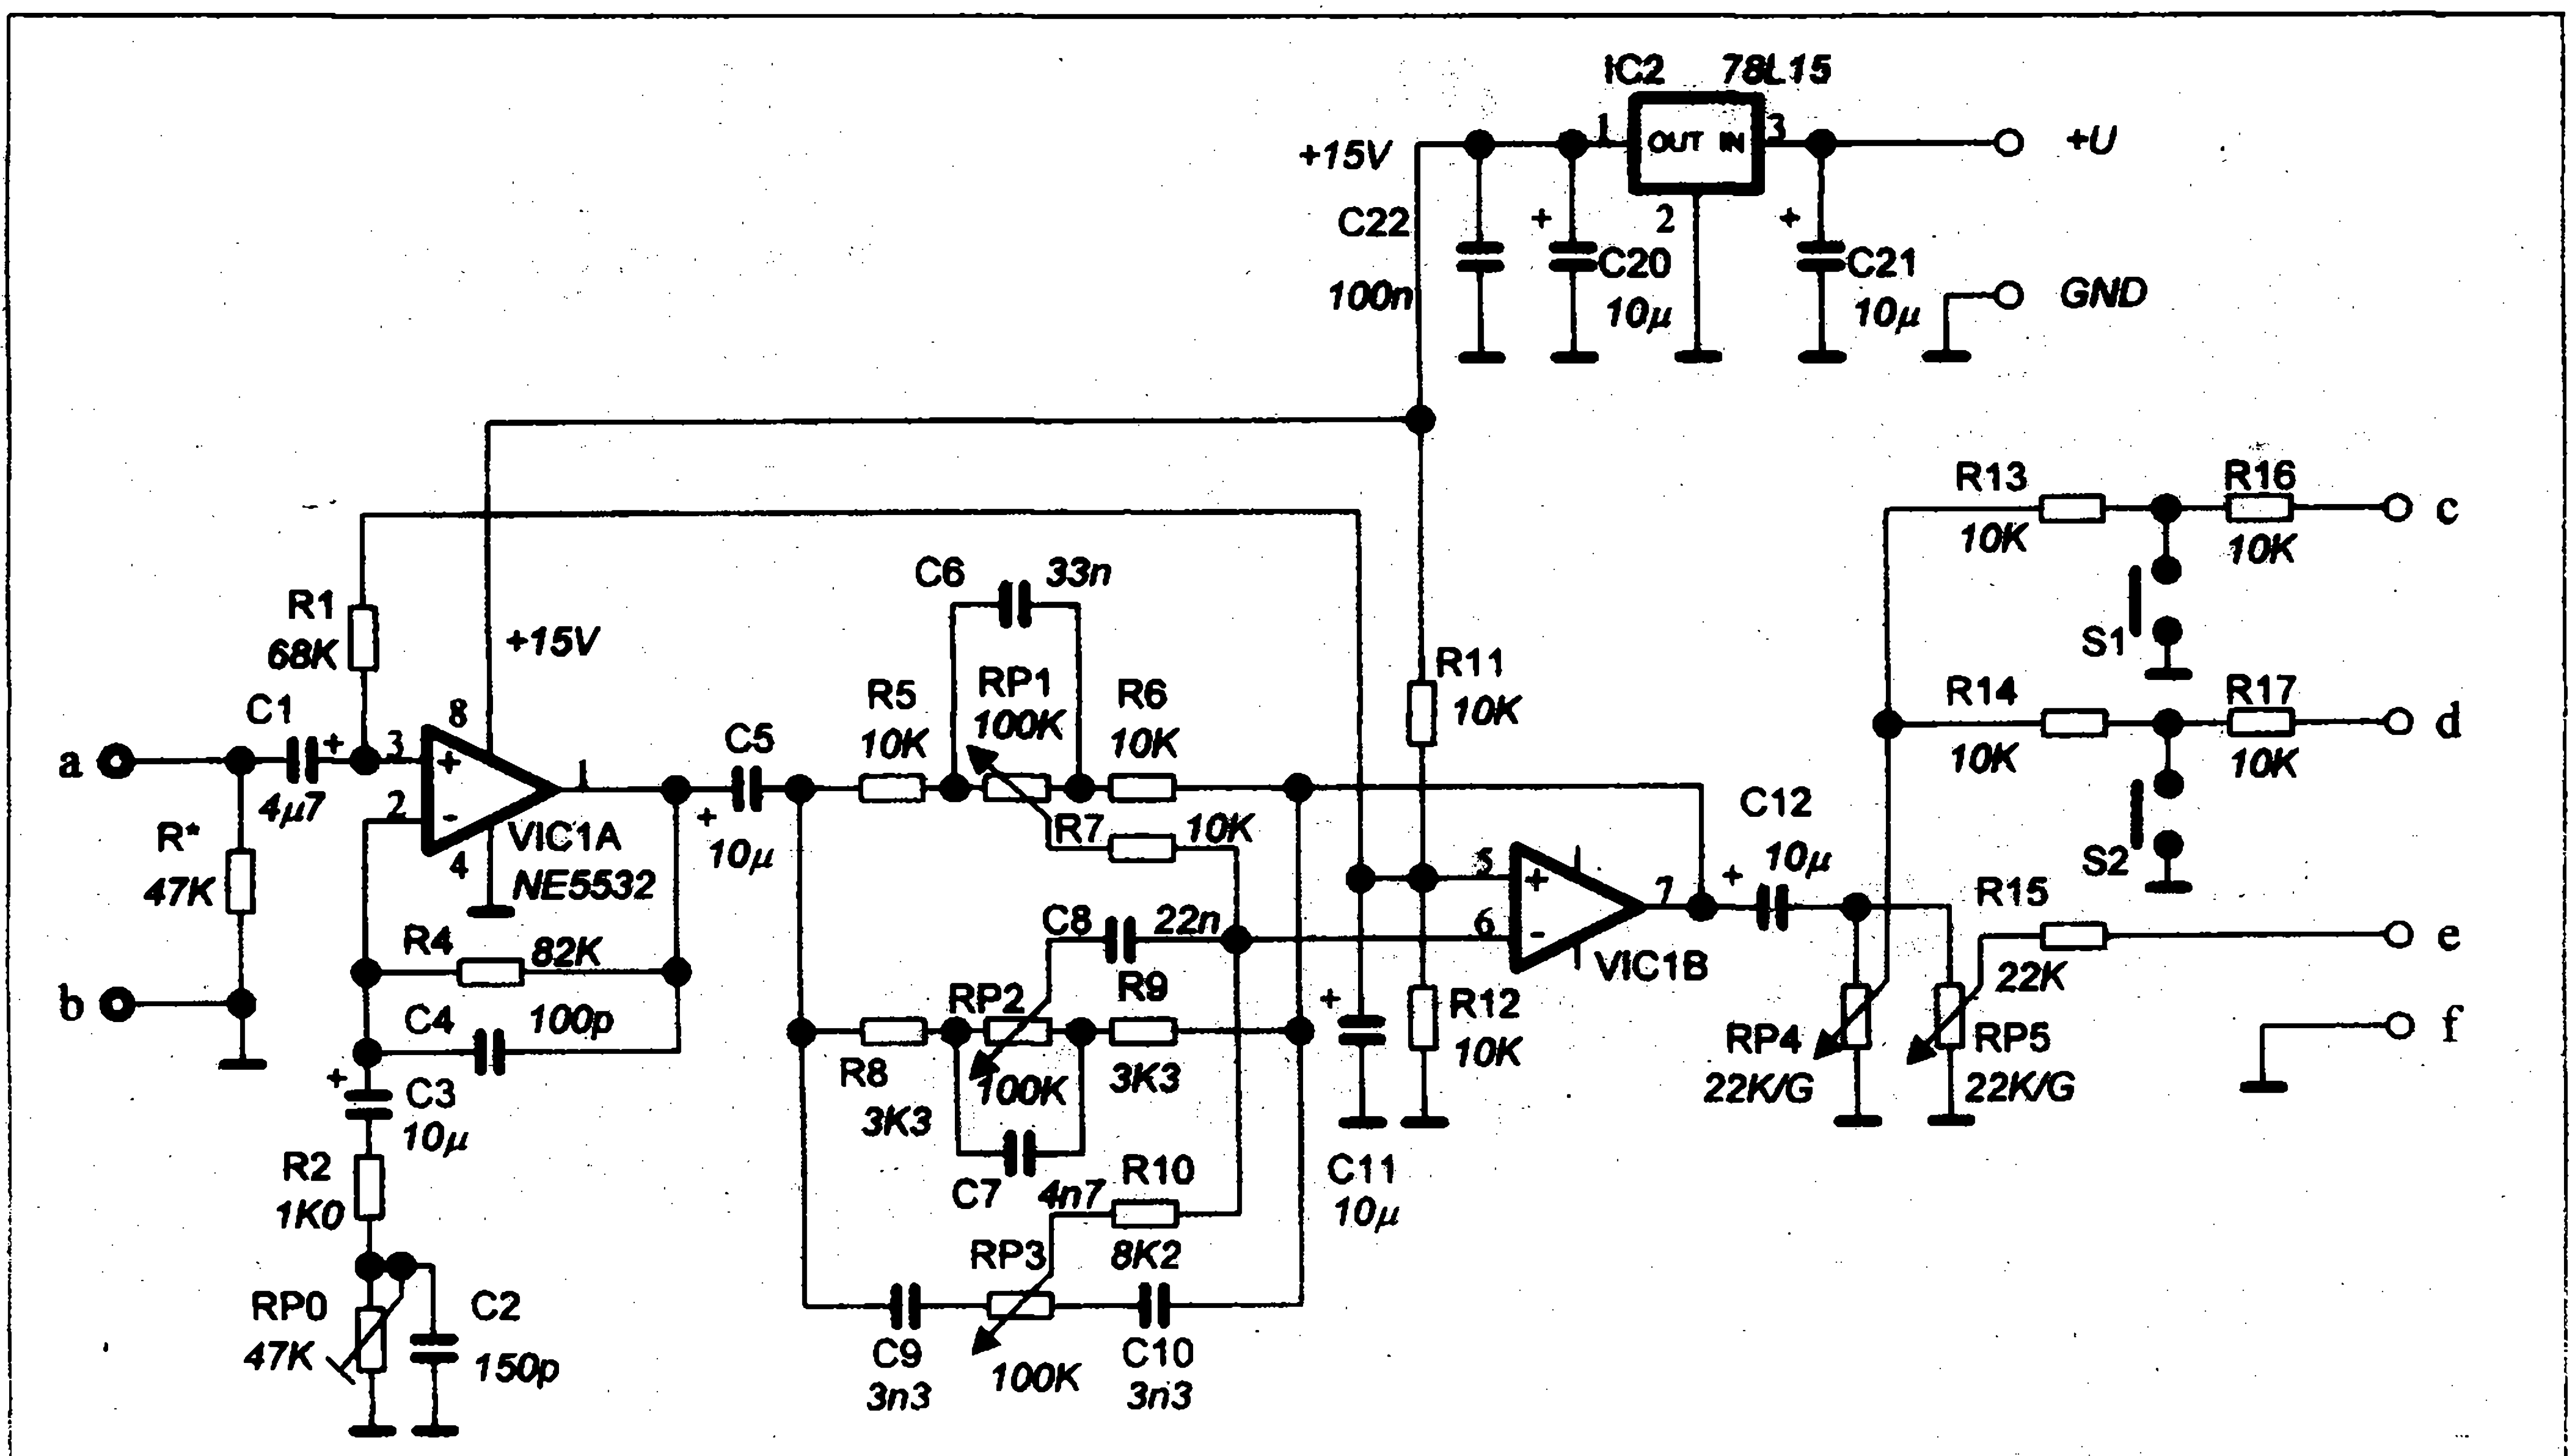 IC2 78L15
1 OUT IN 3
+15V
+U
C22
100n
+
2
C20
10µ
+
C21
10µ
GND
R13
10K
R16
10K
c
S1
R14
10K
R17
10K
d
S2
R15
22K
e
f
R1
68K
+15V
8
C6 33n
RP1
100K
R5
10K
R6
10K
R11
10K
a
C1
+
4µ7
3
+
2
-
1
4
VIC1A
NE5532
C5
+
10µ
R7 10K
R*
47K
b
R4 82K
C4 100p
C8 22n
5
+
6
-
7
VIC1B
C12
10µ
+
RP4
22K/G
RP5
22K/G
RP2
100K
R9
3K3
R8
3K3
+
R12
10K
+
C3
10µ
R2
1K0
C7 4n7
R10
8K2
C11
10µ
RP3
100K
RP0
47K
C2
150p
C9
3n3
C10
3n3